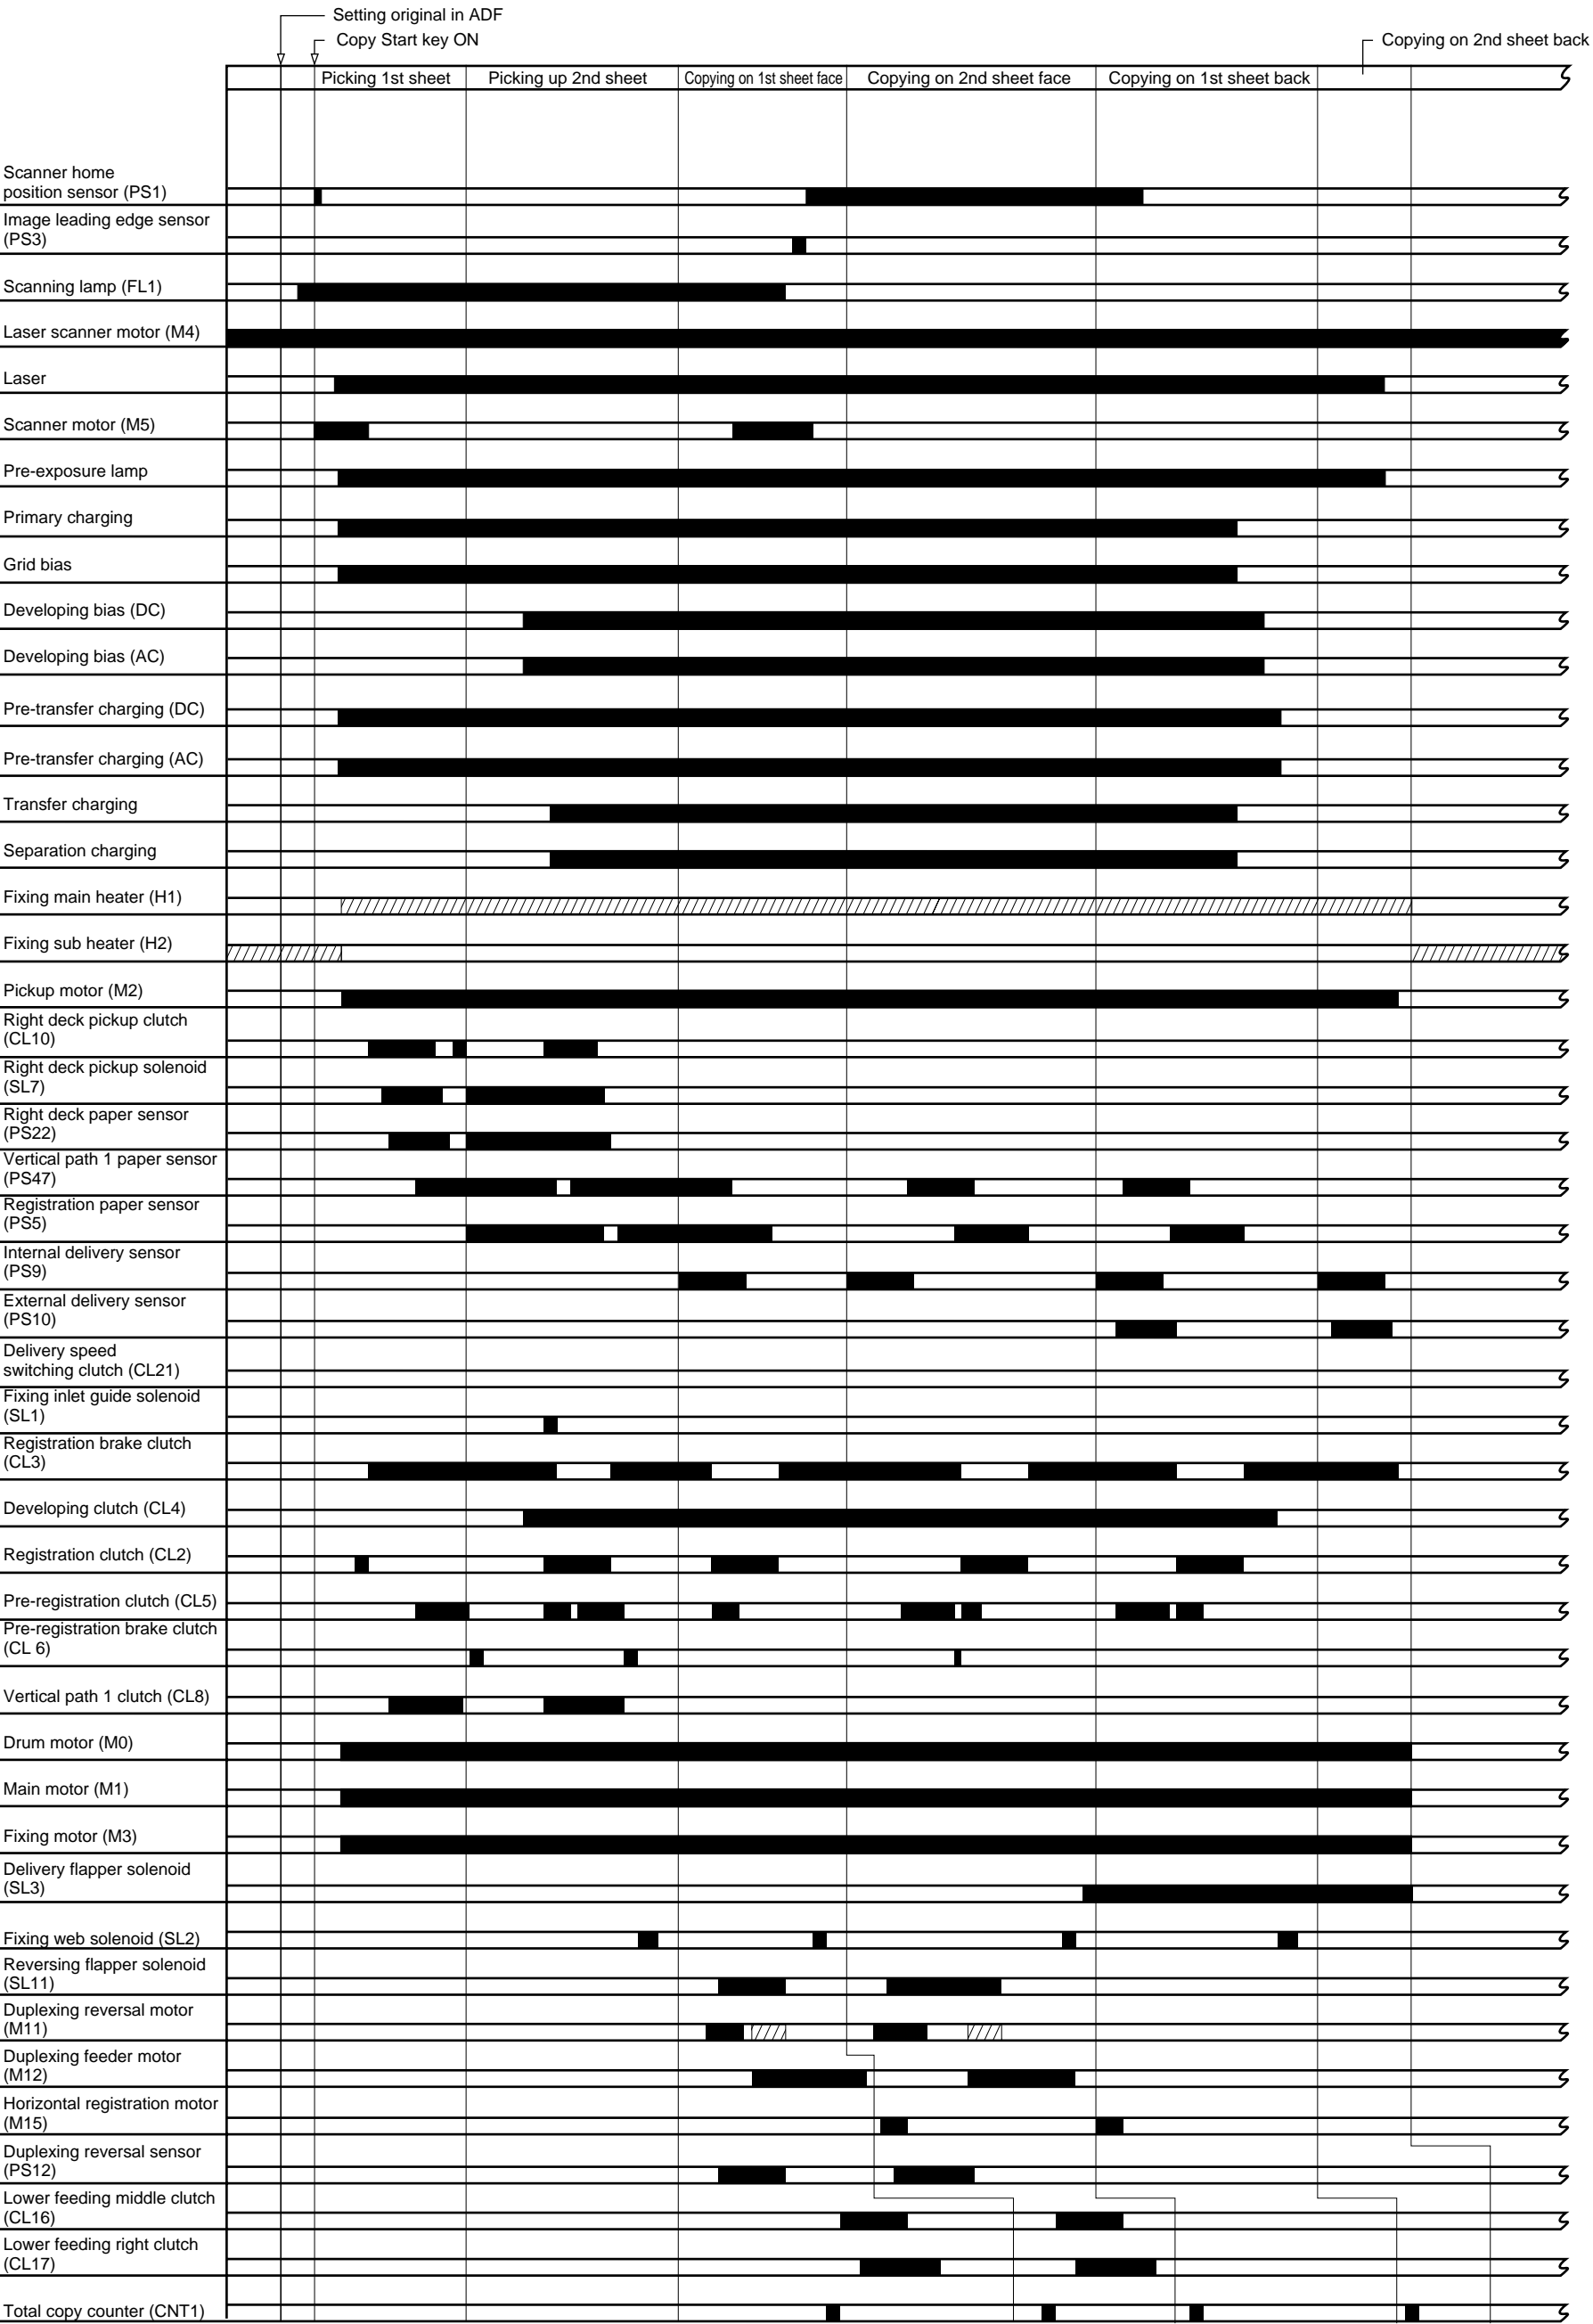 Setting original in ADF
Copy Start key ON
Copying on 2nd sheet back
Picking 1st sheet
Picking up 2nd sheet
Copying on 1st sheet face
Copying on 2nd sheet face
Copying on 1st sheet back
Scanner home
position sensor (PS1)
Image leading edge sensor
(PS3)
Scanning lamp (FL1)
Laser scanner motor (M4)
Laser
Scanner motor (M5)
Pre-exposure lamp
Primary charging
Grid bias
Developing bias (DC)
Developing bias (AC)
Pre-transfer charging (DC)
Pre-transfer charging (AC)
Transfer charging
Separation charging
Fixing main heater (H1)
Fixing sub heater (H2)
Pickup motor (M2)
Right deck pickup clutch
(CL10)
Right deck pickup solenoid
(SL7)
Right deck paper sensor
(PS22)
Vertical path 1 paper sensor
(PS47)
Registration paper sensor
(PS5)
Internal delivery sensor
(PS9)
External delivery sensor
(PS10)
Delivery speed
switching clutch (CL21)
Fixing inlet guide solenoid
(SL1)
Registration brake clutch
(CL3)
Developing clutch (CL4)
Registration clutch (CL2)
Pre-registration clutch (CL5)
Pre-registration brake clutch
(CL 6)
Vertical path 1 clutch (CL8)
Drum motor (M0)
Main motor (M1)
Fixing motor (M3)
Delivery flapper solenoid
(SL3)
Fixing web solenoid (SL2)
Reversing flapper solenoid
(SL11)
Duplexing reversal motor
(M11)
Duplexing feeder motor
(M12)
Horizontal registration motor
(M15)
Duplexing reversal sensor
(PS12)
Lower feeding middle clutch
(CL16)
Lower feeding right clutch
(CL17)
Total copy counter (CNT1)